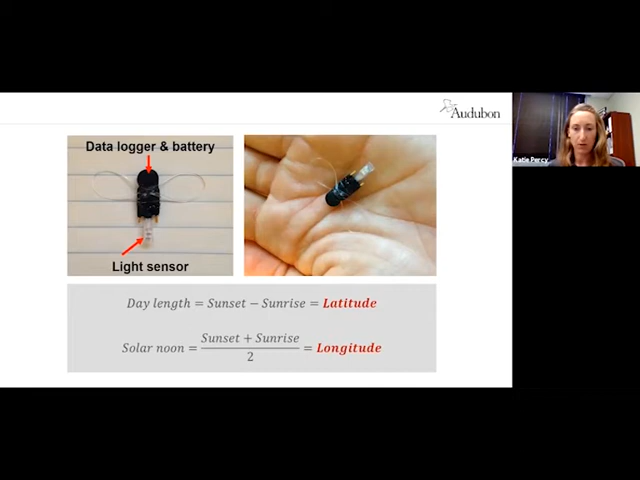 Audubon
Data logger & battery
Light sensor
Day length = Sunset − Sunrise = Latitude
Solar noon = Sunset + Sunrise / 2 = Longitude
Katie Percy